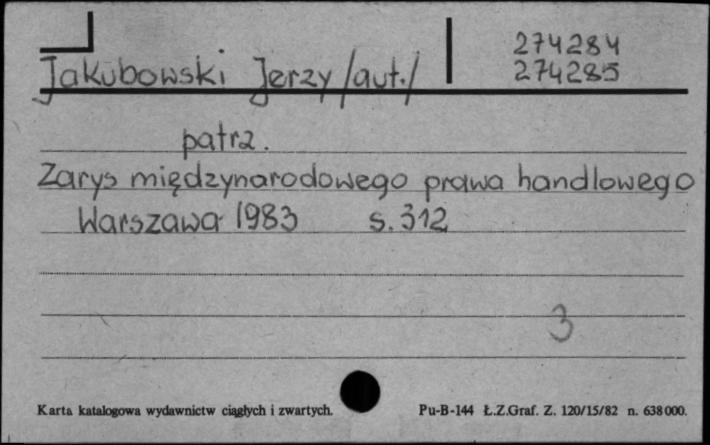 274284
Jakubowski Jerzy /aut./ 274285
patrz.
Zarys międzynarodowego prawa handlowego
Warszawa 1983 s. 312
3
Karta katalogowa wydawnictw ciągłych i zwartych. Pu-B-144 Ł.Z.Graf. Z. 120/15/82 n. 638000.